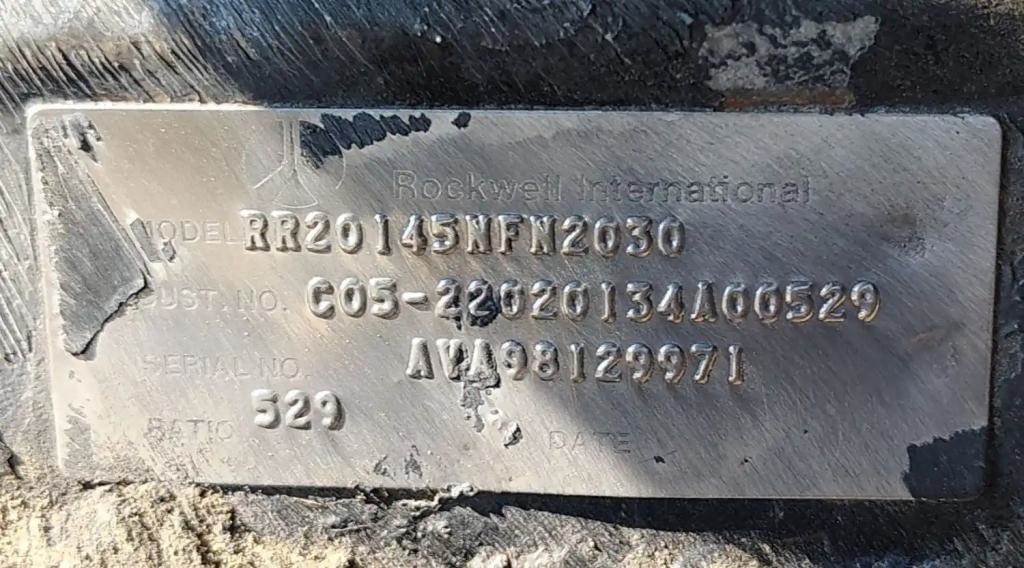 Rockwell International
MODEL RR20145NFN2030
CUST. NO. C05-22020134A00529
SERIAL NO. AVA98129971
RATIO 529 DATE